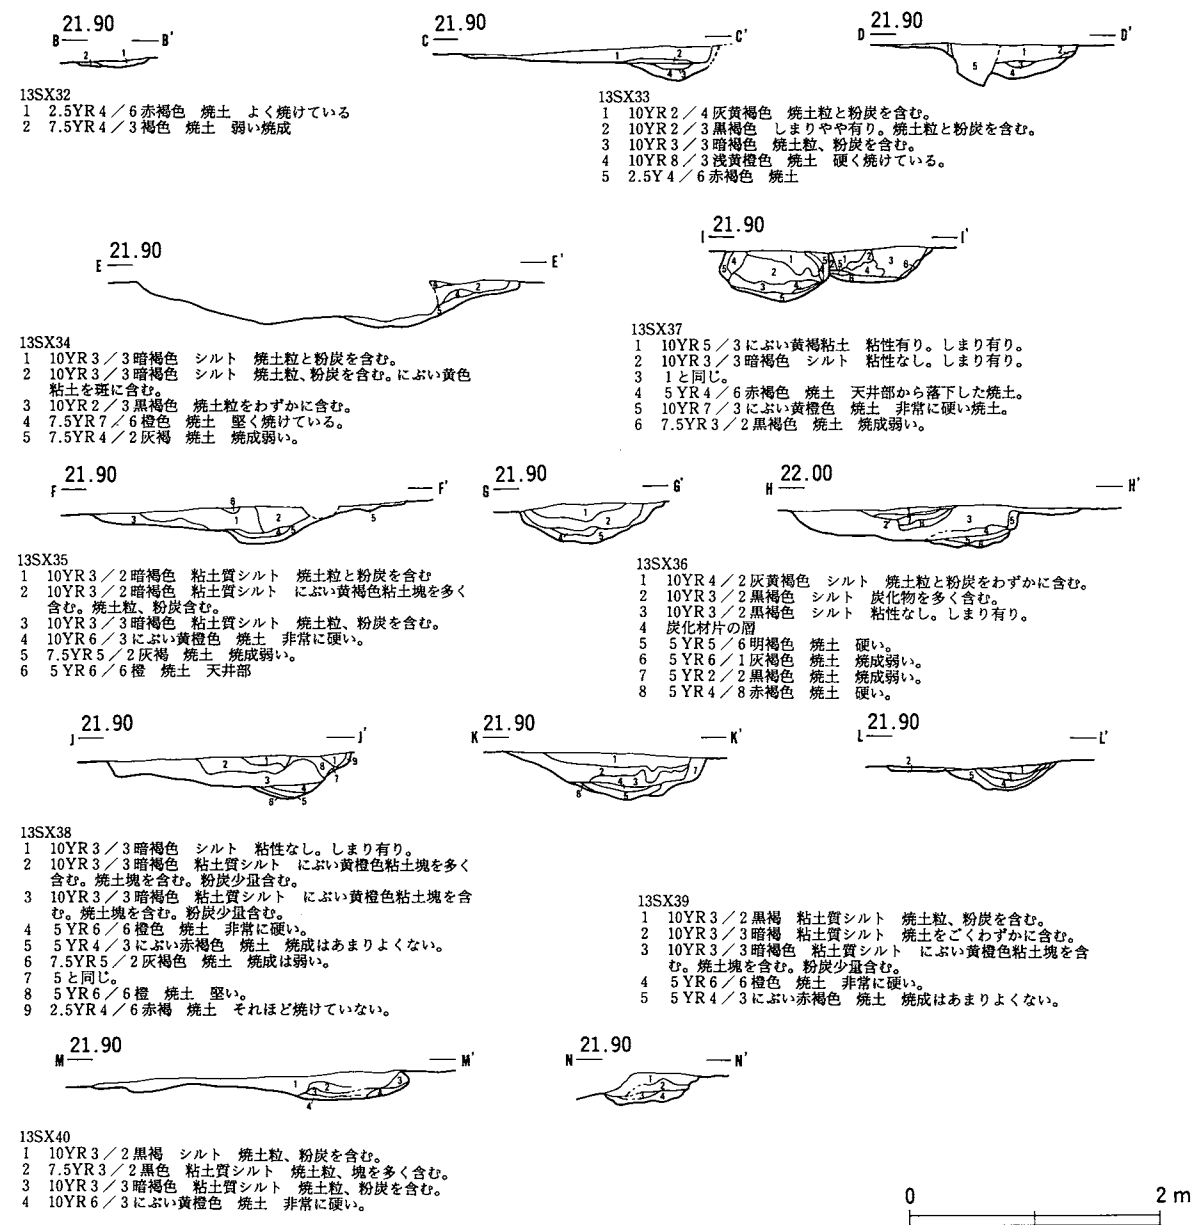 21.90
B B'
2 1
21.90
C C'
1 2 3 4
21.90
D D'
1 2 3 4 5
13SX32
1 2.5YR4／6赤褐色 焼土 よく焼けている
2 7.5YR4／3褐色 焼土 弱い焼成
13SX33
1 10YR2／4灰黄褐色 焼土粒と粉炭を含む。
2 10YR2／3黒褐色 しまりやや有り。焼土粒と粉炭を含む。
3 10YR3／3暗褐色 焼土粒、粉炭を含む。
4 10YR8／3浅黄橙色 焼土 硬く焼けている。
5 2.5Y4／6赤褐色 焼土
21.90
E E'
21.90
I I'
13SX34
1 10YR3／3暗褐色 シルト 焼土粒と粉炭を含む。
2 10YR3／3暗褐色 シルト 焼土粒、粉炭を含む。にぶい黄色
粘土を斑に含む。
3 10YR2／3黒褐色 焼土粒をわずかに含む。
4 7.5YR7／6橙色 焼土 堅く焼けている。
5 7.5YR4／2灰褐 焼土 焼成弱い。
13SX37
1 10YR5／3にぶい黄褐粘土 粘性有り。しまり有り。
2 10YR3／3暗褐色 シルト 粘性なし。しまり有り。
3 1と同じ。
4 5YR4／6赤褐色 焼土 天井部から落下した焼土。
5 10YR7／3にぶい黄橙色 焼土 非常に硬い焼土。
6 7.5YR3／2黒褐色 焼土 焼成弱い。
21.90
F F'
21.90
G G'
22.00
H H'
13SX35
1 10YR3／2暗褐色 粘土質シルト 焼土粒と粉炭を含む
2 10YR3／2暗褐色 粘土質シルト にぶい黄褐色粘土塊を多く
含む。焼土粒、粉炭含む。
3 10YR3／3暗褐色 粘土質シルト 焼土粒、粉炭を含む。
4 10YR6／3にぶい黄橙色 焼土 非常に硬い。
5 7.5YR5／2灰褐 焼土 焼成弱い。
6 5YR6／6橙 焼土 天井部
13SX36
1 10YR4／2灰黄褐色 シルト 焼土粒と粉炭をわずかに含む。
2 10YR3／2黒褐色 シルト 炭化物を多く含む。
3 10YR3／2黒褐色 シルト 粘性なし。しまり有り。
4 炭化材片の層
5 5YR5／6明褐色 焼土 硬い。
6 5YR6／1灰褐色 焼土 焼成弱い。
7 5YR2／2黒褐色 焼土 焼成弱い。
8 5YR4／8赤褐色 焼土 硬い。
21.90
J J'
21.90
K K'
21.90
L L'
13SX38
1 10YR3／3暗褐色 シルト 粘性なし。しまり有り。
2 10YR3／3暗褐色 粘土質シルト にぶい黄橙色粘土塊を多く
含む。焼土塊を含む。粉炭少量含む。
3 10YR3／3暗褐色 粘土質シルト にぶい黄橙色粘土塊を含
む。焼土塊を含む。粉炭少量含む。
4 5YR6／6橙色 焼土 非常に硬い。
5 5YR4／3にぶい赤褐色 焼土 焼成はあまりよくない。
6 7.5YR5／2灰褐色 焼土 焼成は弱い。
7 5と同じ。
8 5YR6／6橙 焼土 堅い。
9 2.5YR4／6赤褐 焼土 それほど焼けていない。
13SX39
1 10YR3／2黒褐 粘土質シルト 焼土粒、粉炭を含む。
2 10YR3／3暗褐 粘土質シルト 焼土をごくわずかに含む。
3 10YR3／3暗褐色 粘土質シルト にぶい黄橙色粘土塊を含
む。焼土塊を含む。粉炭少量含む。
4 5YR6／6橙色 焼土 非常に硬い。
5 5YR4／3にぶい赤褐色 焼土 焼成はあまりよくない。
21.90
M M'
21.90
N N'
13SX40
1 10YR3／2黒褐 シルト 焼土粒、粉炭を含む。
2 7.5YR3／2黒色 粘土質シルト 焼土粒、塊を多く含む。
3 10YR3／3暗褐色 粘土質シルト 焼土粒、粉炭を含む。
4 10YR6／3にぶい黄橙色 焼土 非常に硬い。
0 2 m